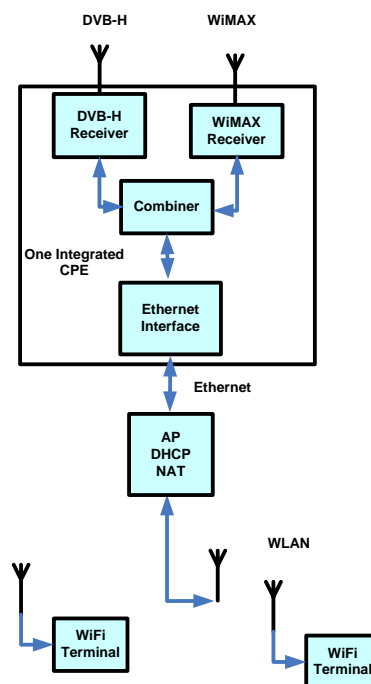 DVB-H
WiMAX
DVB-H
Receiver
WiMAX
Receiver
Combiner
One Integrated
CPE
Ethernet
Interface
Ethernet
AP
DHCP
NAT
WLAN
WiFi
Terminal
WiFi
Terminal